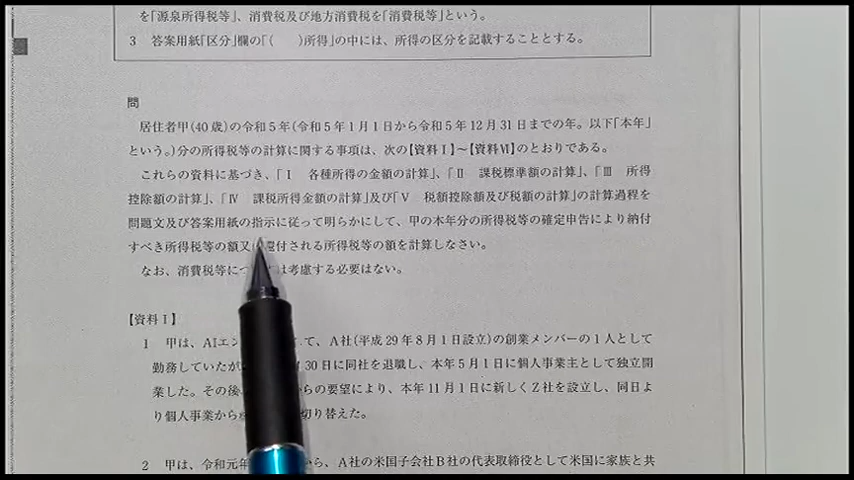 を「源泉所得税等」、消費税及び地方消費税を「消費税等」という。
3 答案用紙「区分」欄の「(　　)所得」の中には、所得の区分を記載することとする。
問
居住者甲(40歳)の令和5年(令和5年1月1日から令和5年12月31日までの年。以下「本年」
という。)分の所得税等の計算に関する事項は、次の【資料Ⅰ】～【資料Ⅵ】のとおりである。
これらの資料に基づき、「Ⅰ　各種所得の金額の計算」、「Ⅱ　課税標準額の計算」、「Ⅲ　所得
控除額の計算」、「Ⅳ　課税所得金額の計算」及び「Ⅴ　税額控除額及び税額の計算」の計算過程を
問題文及び答案用紙の指示に従って明らかにして、甲の本年分の所得税等の確定申告により納付
すべき所得税等の額又 還付される所得税等の額を計算しなさい。
なお、消費税等につ は考慮する必要はない。
【資料Ⅰ】
1 甲は、AIエン て、A社(平成29年8月1日設立)の創業メンバーの1人として
勤務していたが 30日に同社を退職し、本年5月1日に個人事業主として独立開
業した。その後 からの要望により、本年11月1日に新しくZ社を設立し、同日よ
り個人事業から 切り替えた。
2 甲は、令和元年 から、A社の米国子会社B社の代表取締役として米国に家族と共